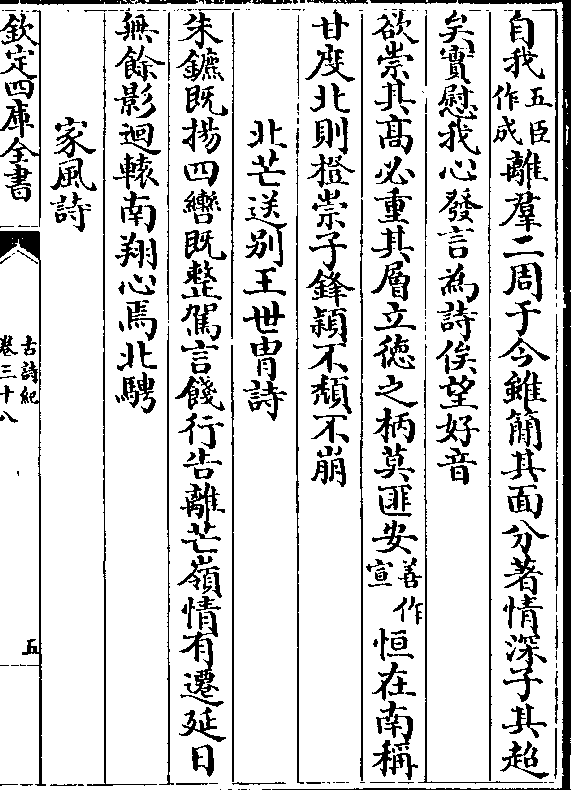 自我五臣作成離羣二周于今雖簡其面分著情深子其超
矣實慰我心發言為詩俟望好音
欲崇其高必重其層立德之柄莫匪安善作宣恒在南稱
甘度北則橙崇子鋒穎不頹不崩
北芒送别王世胄詩
朱鑣既揚四轡既整駕言餞行告離芒嶺情有遷延日
無餘影迴轅南翔心焉北騁
家風詩
欽定四庫全書
古詩紀
卷三十八
五